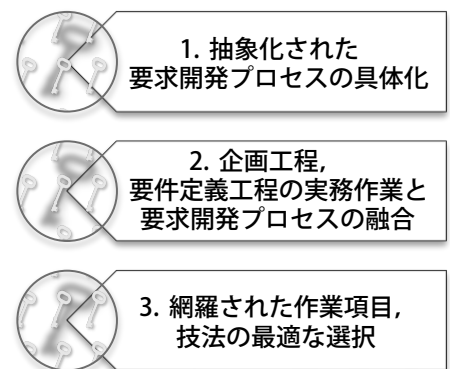 1. 抽象化された
要求開発プロセスの具体化
2. 企画工程,
要件定義工程の実務作業と
要求開発プロセスの融合
3. 網羅された作業項目,
技法の最適な選択